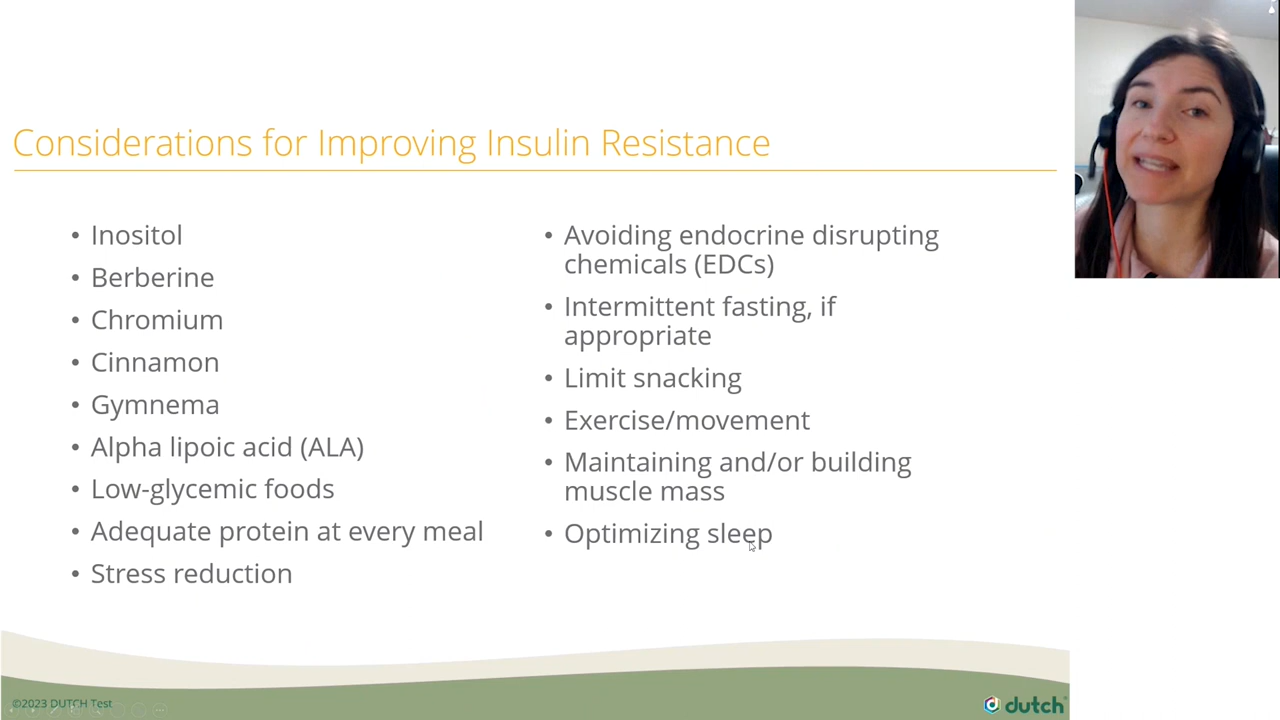 Considerations for Improving Insulin Resistance
• Inositol
• Berberine
• Chromium
• Cinnamon
• Gymnema
• Alpha lipoic acid (ALA)
• Low-glycemic foods
• Adequate protein at every meal
• Stress reduction
• Avoiding endocrine disrupting
chemicals (EDCs)
• Intermittent fasting, if
appropriate
• Limit snacking
• Exercise/movement
• Maintaining and/or building
muscle mass
• Optimizing sleep
©2023 DUTCH Test
dutch